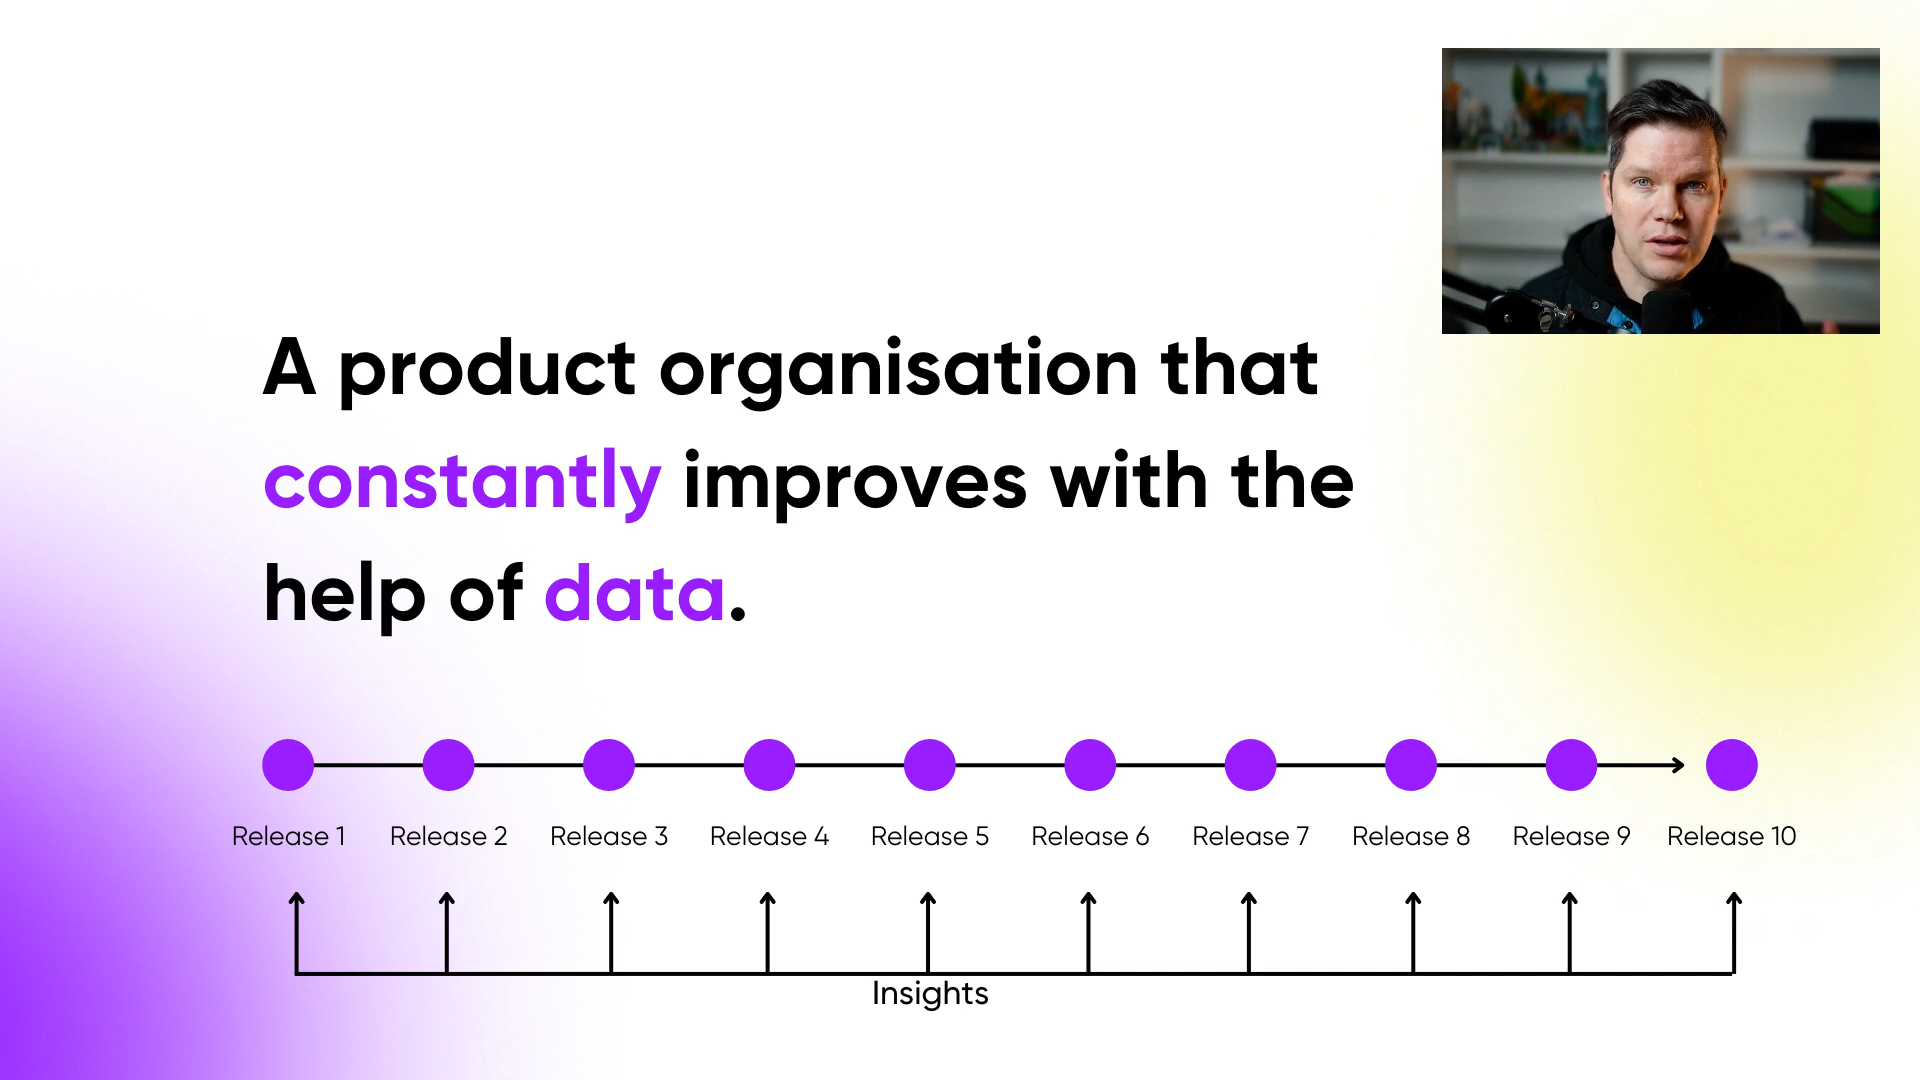 A product organisation that
constantly improves with the
help of data.
Release 1 Release 2 Release 3 Release 4 Release 5 Release 6 Release 7 Release 8 Release 9 Release 10
Insights